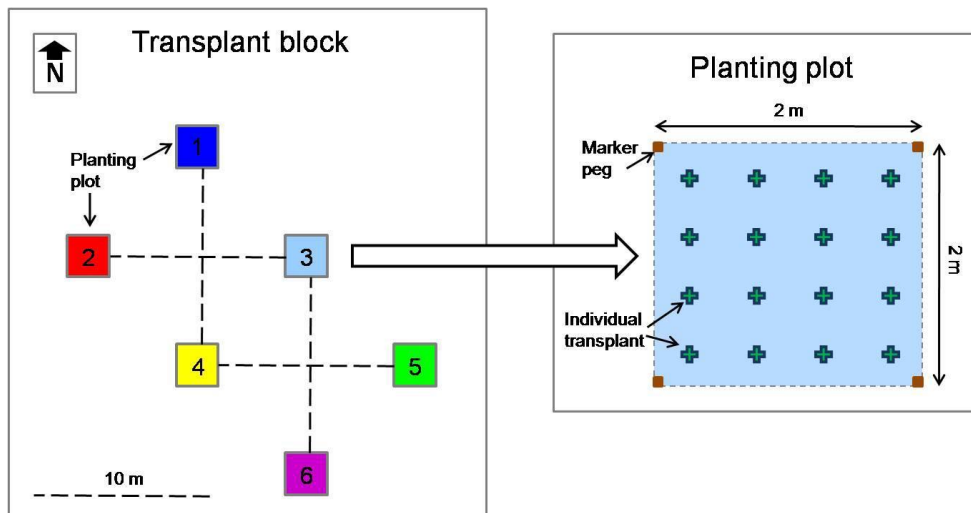 Transplant block
N
1
Planting
plot
2
3
4
5
6
10 m
Planting plot
2 m
Marker
peg
2 m
Individual
transplant